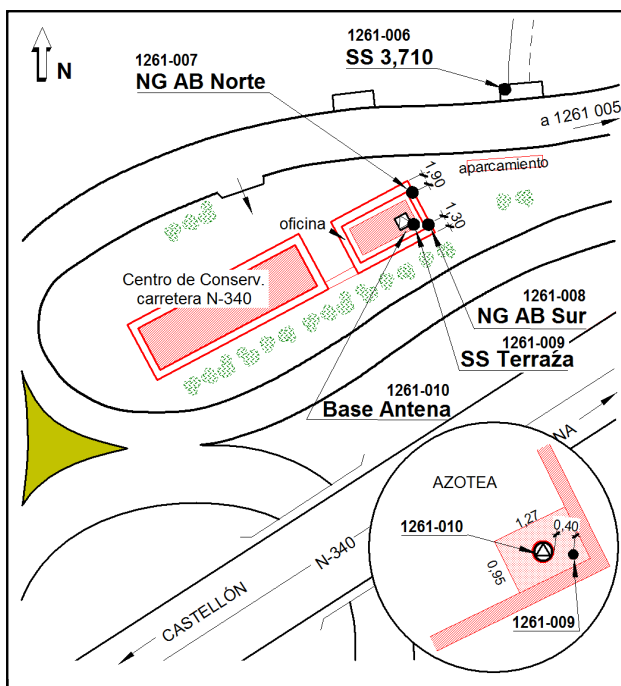 1261-006
SS 3,710
1261-007
NG AB Norte
N
a 1261 005
aparcamiento
1,90
1,30
oficina
Centro de Conserv.
carretera N-340
1261-008
NG AB Sur
1261-009
SS Terraza
1261-010
Base Antena
NA
AZOTEA
1,27
0,40
1261-010
0,95
1261-009
N-340
CASTELLÓN